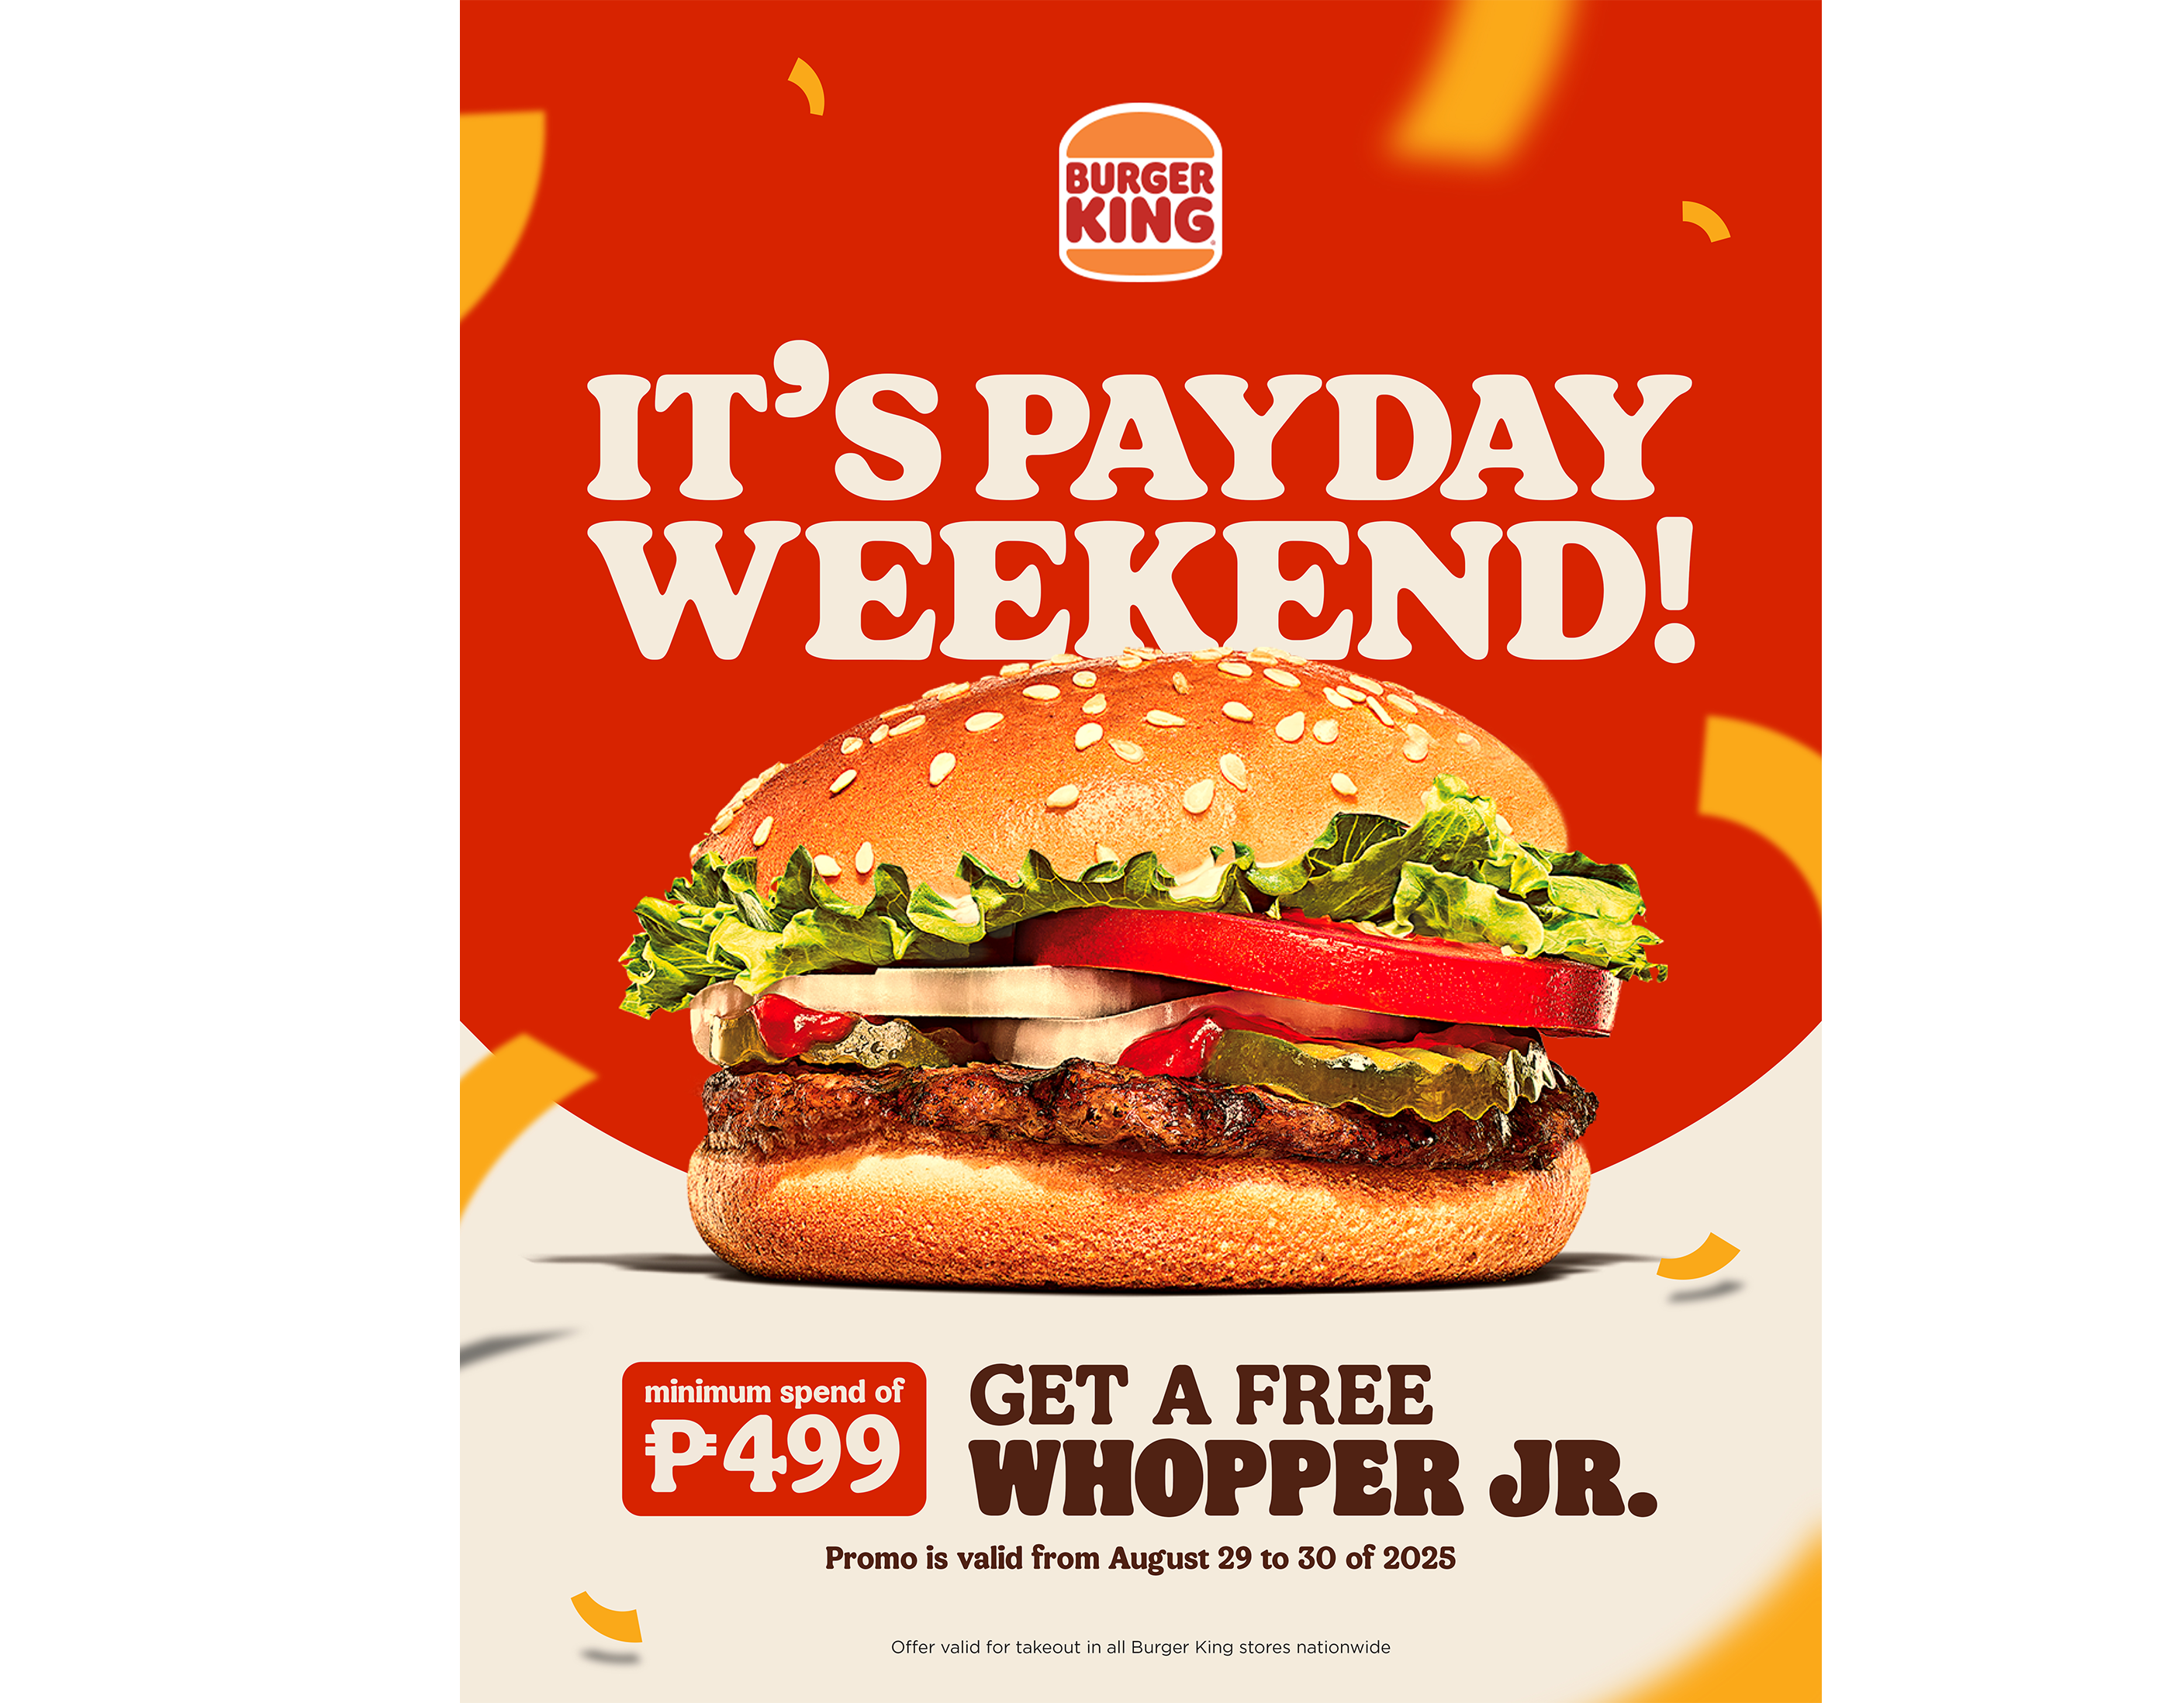 BURGER
KING
IT'S PAYDAY
WEEKEND!
minimum spend of
₱499
GET A FREE
WHOPPER JR.
Promo is valid from August 29 to 30 of 2025
Offer valid for takeout in all Burger King stores nationwide